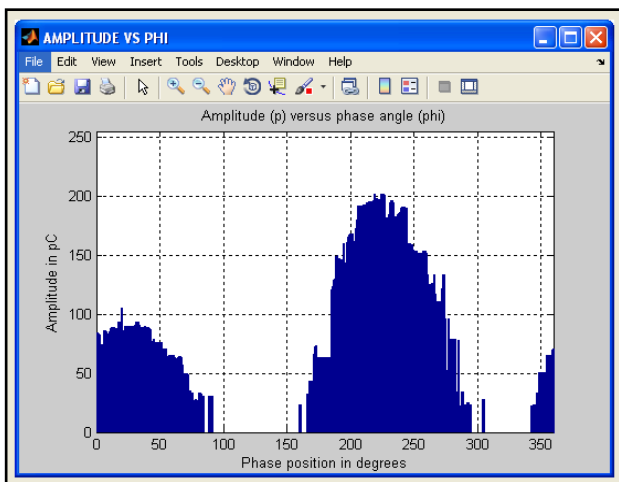 AMPLITUDE VS PHI
File Edit View Insert Tools Desktop Window Help
Amplitude (p) versus phase angle (phi)
250
200
150
100
50
0
Amplitude in pC
0 50 100 150 200 250 300 350
Phase position in degrees